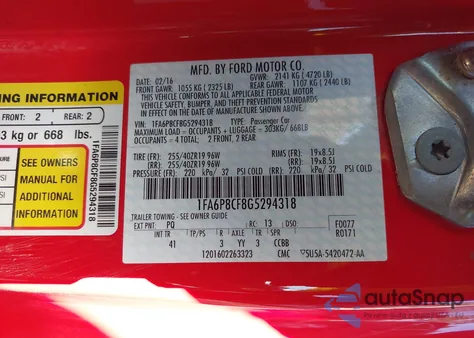 MFD. BY FORD MOTOR CO.
DATE: 02/16 GVWR: 2141 KG ( 4720 LB)
FRONT GAWR: 1055 KG ( 2325 LB) REAR GAWR: 1107 KG ( 2440 LB)
THIS VEHICLE CONFORMS TO ALL APPLICABLE FEDERAL MOTOR
VEHICLE SAFETY, BUMPER, AND THEFT PREVENTION STANDARDS
IN EFFECT ON THE DATE OF MANUFACTURE SHOWN ABOVE.
VIN: 1FA6P8CF8G5294318 TYPE: Passenger Car
MAXIMUM LOAD = OCCUPANTS + LUGGAGE = 303KG/ 668LB
OCCUPANTS = 4 TOTAL: 2 FRONT, 2 REAR
TIRE (FR): 255/40ZR19 96W RIMS (FR): 19x8.5J
TIRE (RR): 255/40ZR19 96W RIMS (RR): 19x8.5J
PRESSURE (FR): 220 kPa/ 32 PSI COLD (RR): 220 kPa/ 32 PSI COLD
1FA6P8CF8G5294318
TRAILER TOWING - SEE OWNER GUIDE
EXT PNT: PQ RC: 13 DSO: F0077
R0171
INT TR TP/PS R AXLE TR SPR
41 3 YY 3 CCBB
1201602263323 CMC SU5A-5420472-AA
ING INFORMATION
FRONT 2 REAR 2
3 kg or 668 lbs.
SEE OWNERS
MANUAL FOR
ADDITIONAL
INFORMATION
1FA6P8CF8G5294318
autoSnap